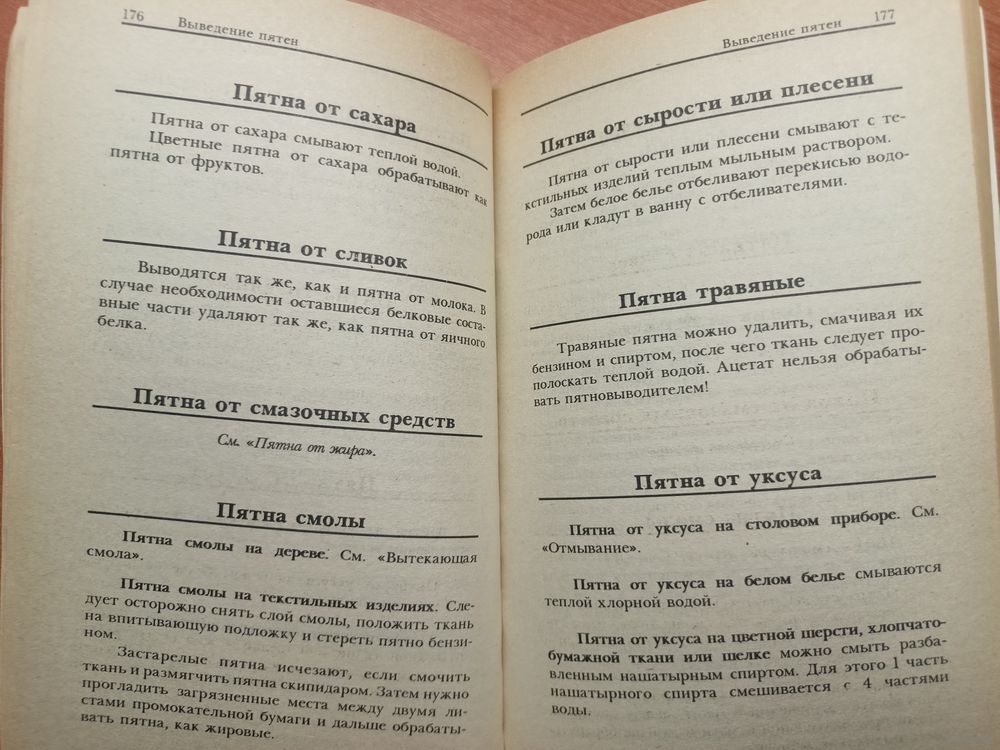 176
Выведение пятен
Пятна от сахара
Пятна от сахара смывают теплой водой.
Цветные пятна от сахара обрабатывают как
пятна от фруктов.
Пятна от сливок
Выводятся так же, как и пятна от молока. В
случае необходимости оставшиеся белковые соста-
вные части удаляют так же, как пятна от яичного
белка.
Пятна от смазочных средств
См. «Пятна от жира».
Пятна смолы
Пятна смолы на дереве. См. «Вытекающая
смола».
Пятна смолы на текстильных изделиях. Сле-
дует осторожно снять слой смолы, положить ткань
на впитывающую подложку и стереть пятно бензи-
ном.
Застарелые пятна исчезают, если смочить
ткань и размягчить пятна скипидаром. Затем нужно
прогладить загрязненные места между двумя ли-
стами промокательной бумаги и дальше обрабаты-
вать пятна, как жировые.
Выведение пятен
177
Пятна от сырости или плесени
Пятна от сырости или плесени смывают с те-
кстильных изделий теплым мыльным раствором.
Затем белое белье отбеливают перекисью водо-
рода или кладут в ванну с отбеливателями.
Пятна травяные
Травяные пятна можно удалить, смачивая их
бензином и спиртом, после чего ткань следует про-
полоскать теплой водой. Ацетат нельзя обрабаты-
вать пятновыводителем!
Пятна от уксуса
Пятна от уксуса на столовом приборе. См.
«Отмывание».
Пятна от уксуса на белом белье смываются
теплой хлорной водой.
Пятна от уксуса на цветной шерсти, хлопчато-
бумажной ткани или шелке можно смыть разба-
вленным нашатырным спиртом. Для этого 1 часть
нашатырного спирта смешивается с 4 частями
воды.